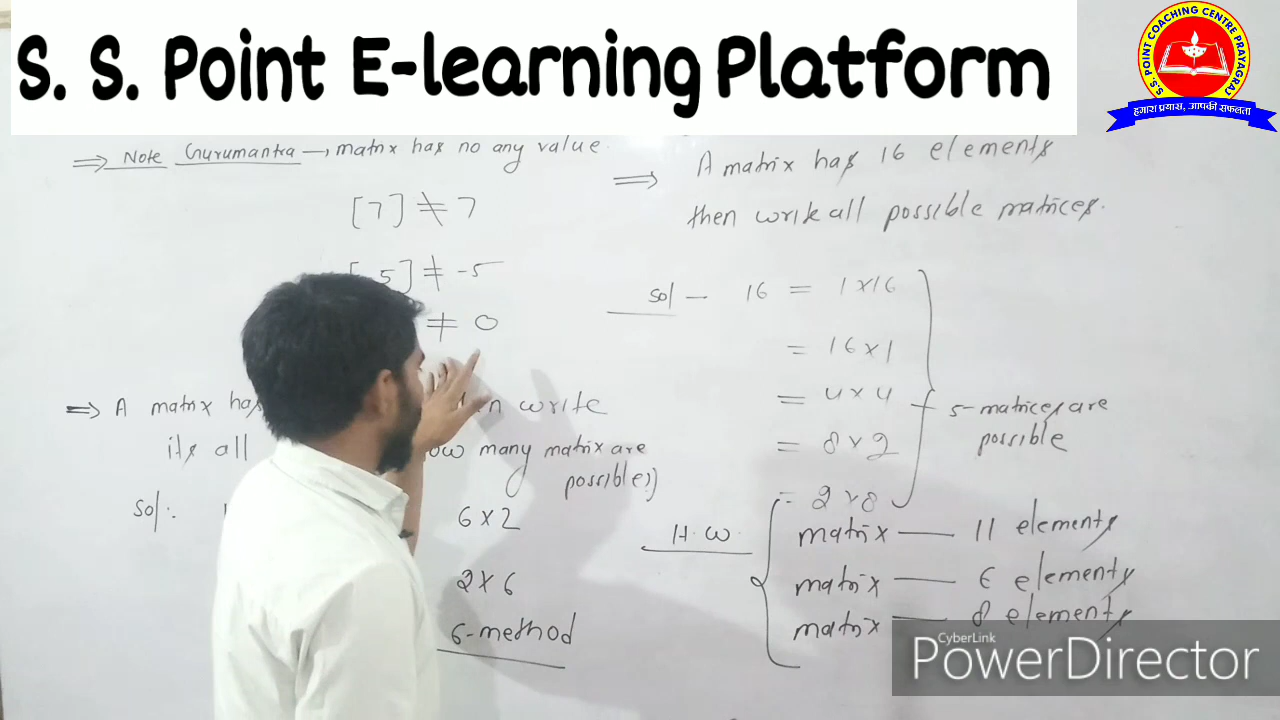 S. S. Point E-learning Platform
S.S. POINT COACHING CENTRE PRAYAGRAJ
हमारा प्रयास, आपकी सफलता
⇒ Note Gurumantra → matrix has no any value.
[7] ≠ 7
5] ≠ -5
≠ 0
⇒ A matrix has write
its all many matrix are
possible)
Sol:.
6 × 2
2 × 6
6-method
⇒ A matrix has 16 elements
then write all possible matrices.
Sol - 16 = 1 × 16
= 16 × 1
= 4 × 4
= 8 × 2
= 2 × 8
5-matrices are
possible
H.W.
matrix — 11 elements
matrix — 6 elements
matrix — 8 elements
CyberLink
PowerDirector